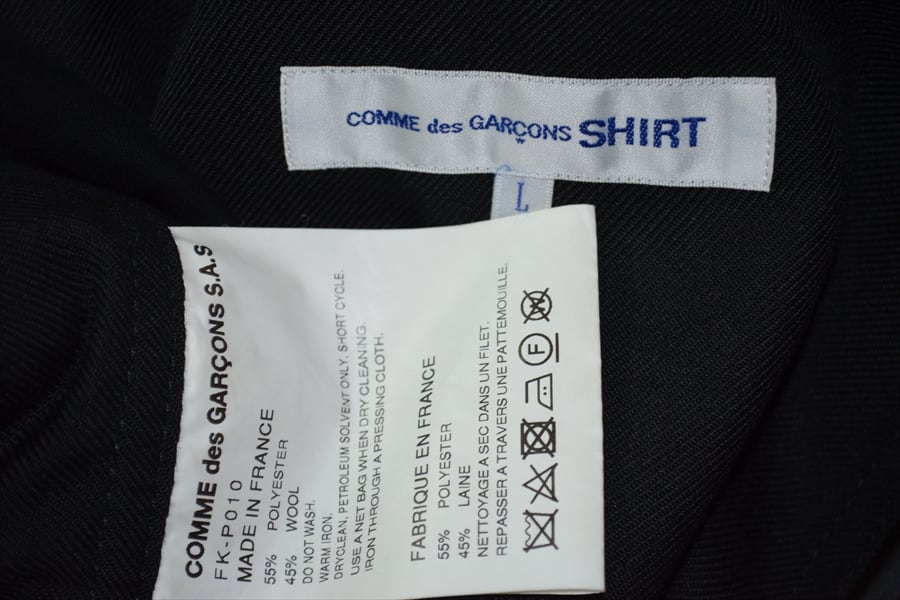 COMME des GARÇONS SHIRT
L
COMME des GARÇONS S.A.S
FK-P010
MADE IN FRANCE
55% POLYESTER
45% WOOL
DO NOT WASH.
WARM IRON.
DRYCLEAN, PETROLEUM SOLVENT ONLY, SHORT CYCLE.
USE A NET BAG WHEN DRY CLEANING.
IRON THROUGH A PRESSING CLOTH.
FABRIQUE EN FRANCE
55% POLYESTER
45% LAINE
NETTOYAGE A SEC DANS UN FILET.
REPASSER A TRAVERS UNE PATTEMOUILLE.
F
W